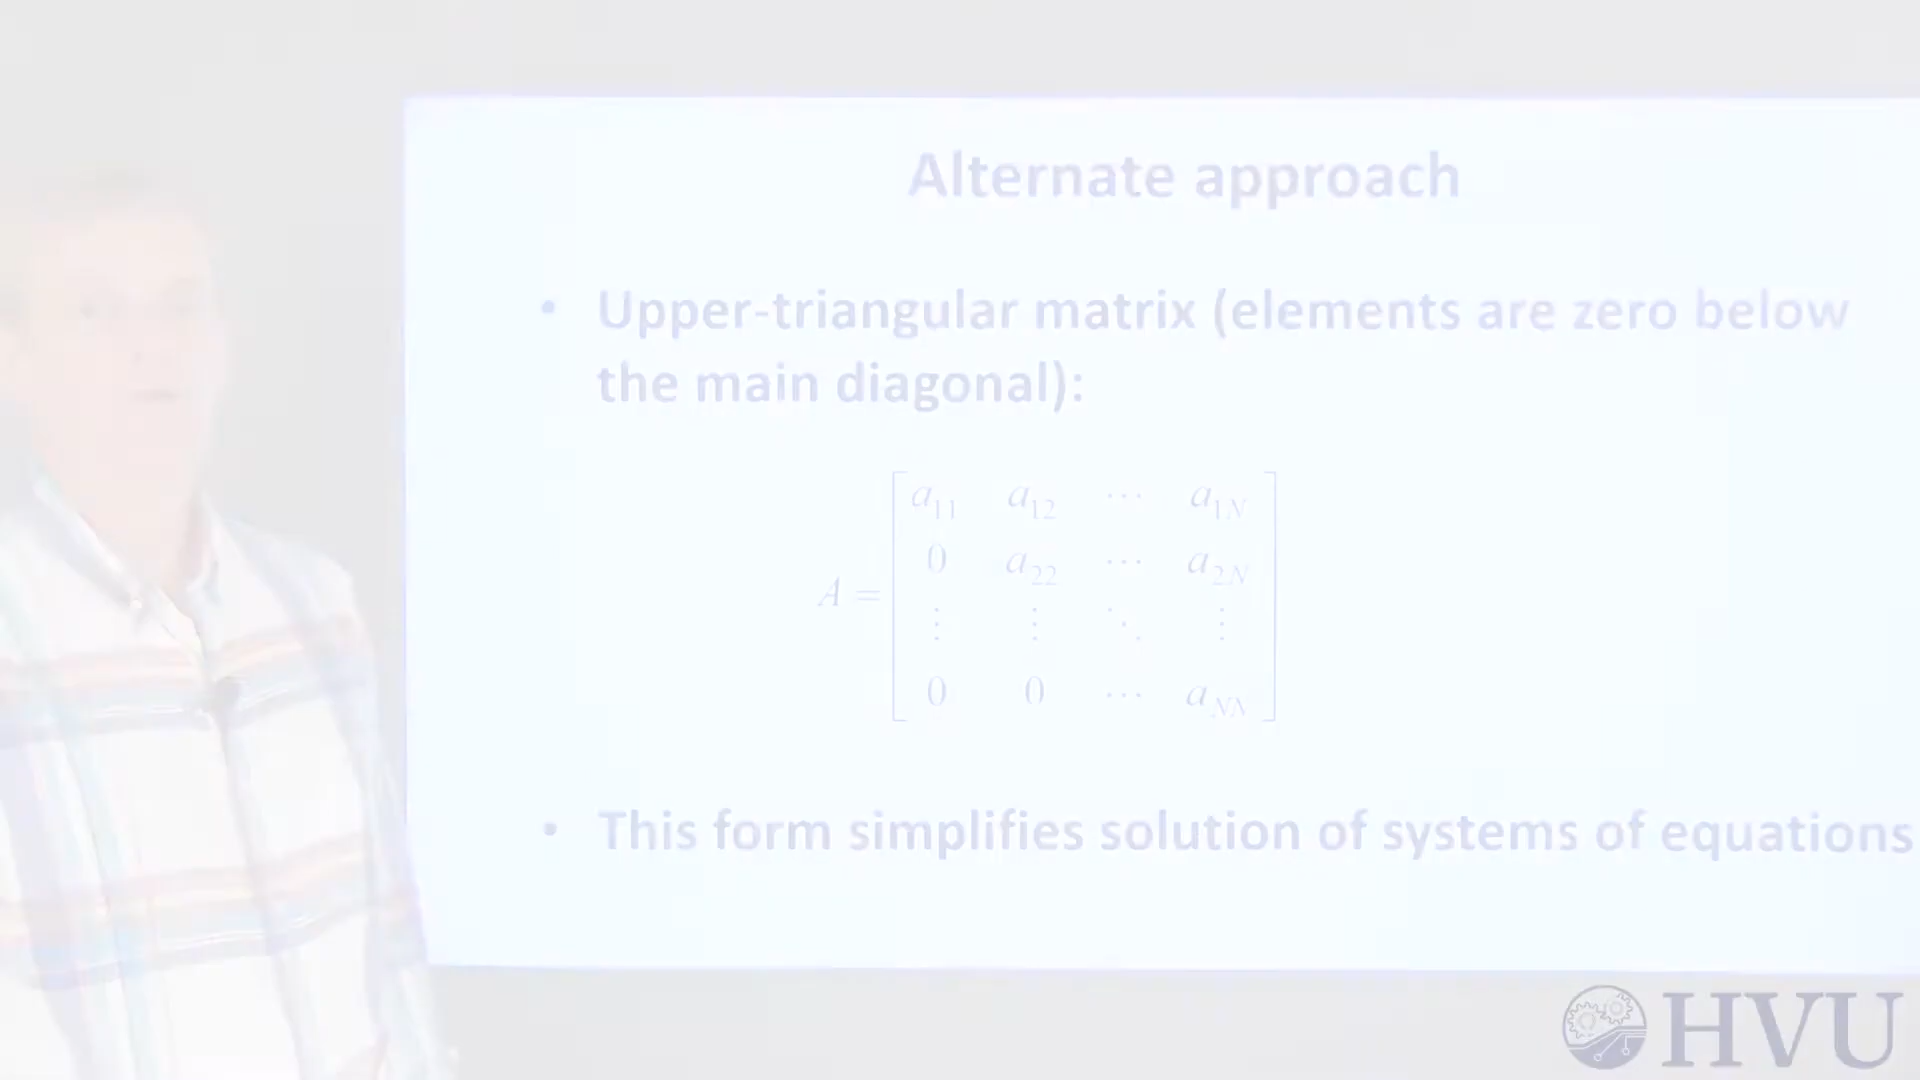 Alternate approach
• Upper-triangular matrix (elements are zero below
the main diagonal):
A = [ a11 a12 ⋯ a1N
0 a22 ⋯ a2N
⋮ ⋮ ⋱ ⋮
0 0 ⋯ aNN ]
• This form simplifies solution of systems of equations
HVU